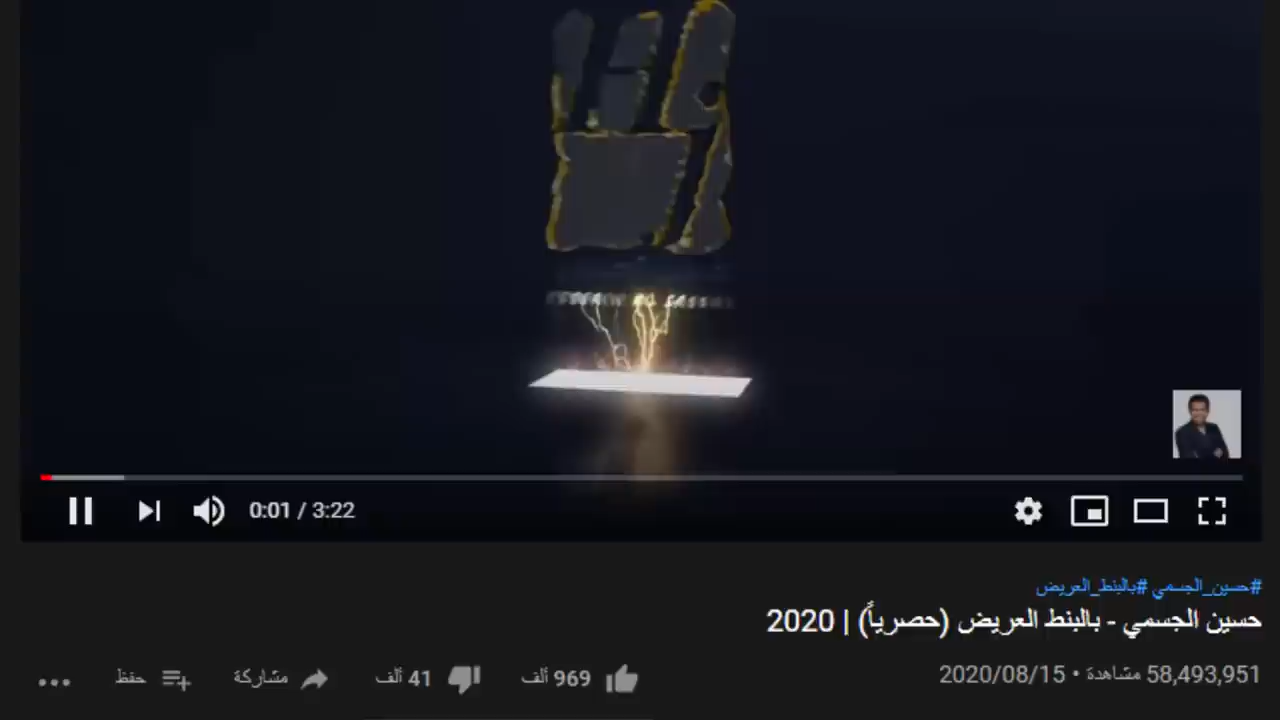 0:01 / 3:22
#حسين_الجسمي #بالبنط_العريض
حسين الجسمي - بالبنط العريض (حصرياً) | 2020
58,493,951 مشاهدة • 2020/08/15
969 ألف 41 ألف مشاركة حفظ